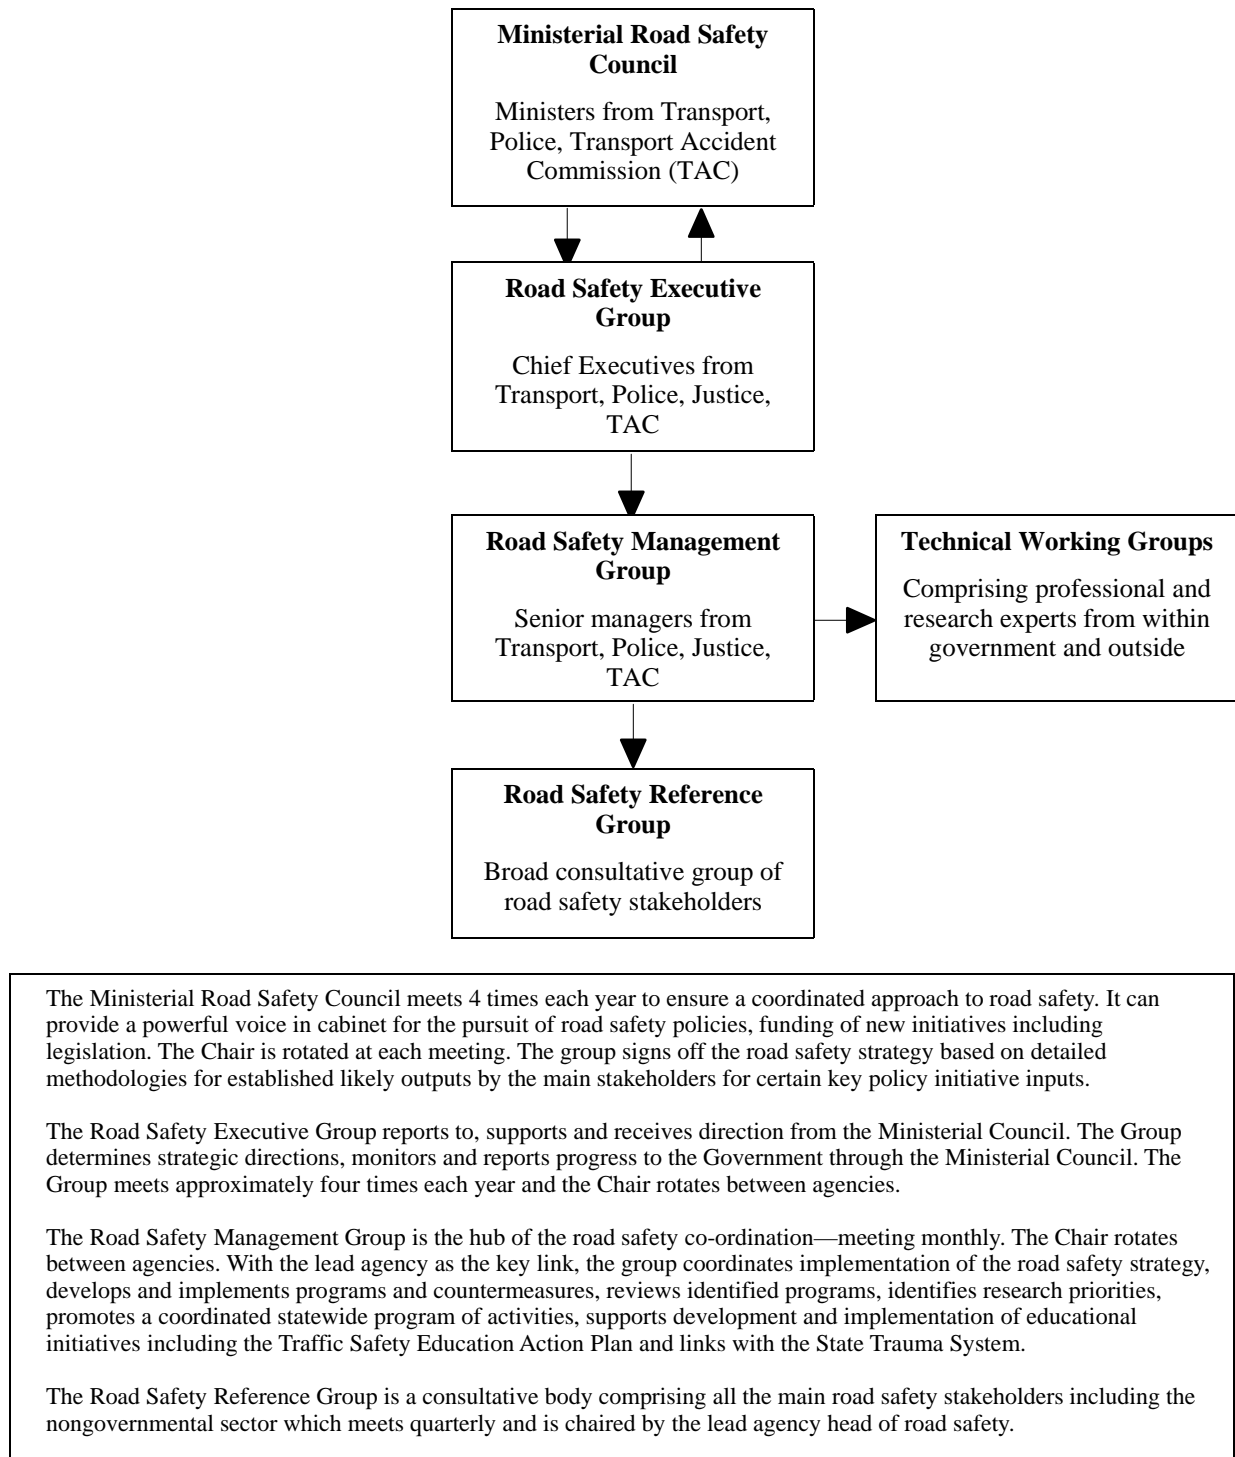 Ministerial Road Safety
Council
Ministers from Transport,
Police, Transport Accident
Commission (TAC)
Road Safety Executive
Group
Chief Executives from
Transport, Police, Justice,
TAC
Road Safety Management
Group
Senior managers from
Transport, Police, Justice,
TAC
Technical Working Groups
Comprising professional and
research experts from within
government and outside
Road Safety Reference
Group
Broad consultative group of
road safety stakeholders
The Ministerial Road Safety Council meets 4 times each year to ensure a coordinated approach to road safety. It can
provide a powerful voice in cabinet for the pursuit of road safety policies, funding of new initiatives including
legislation. The Chair is rotated at each meeting. The group signs off the road safety strategy based on detailed
methodologies for established likely outputs by the main stakeholders for certain key policy initiative inputs.
The Road Safety Executive Group reports to, supports and receives direction from the Ministerial Council. The Group
determines strategic directions, monitors and reports progress to the Government through the Ministerial Council. The
Group meets approximately four times each year and the Chair rotates between agencies.
The Road Safety Management Group is the hub of the road safety co-ordination—meeting monthly. The Chair rotates
between agencies. With the lead agency as the key link, the group coordinates implementation of the road safety strategy,
develops and implements programs and countermeasures, reviews identified programs, identifies research priorities,
promotes a coordinated statewide program of activities, supports development and implementation of educational
initiatives including the Traffic Safety Education Action Plan and links with the State Trauma System.
The Road Safety Reference Group is a consultative body comprising all the main road safety stakeholders including the
nongovernmental sector which meets quarterly and is chaired by the lead agency head of road safety.